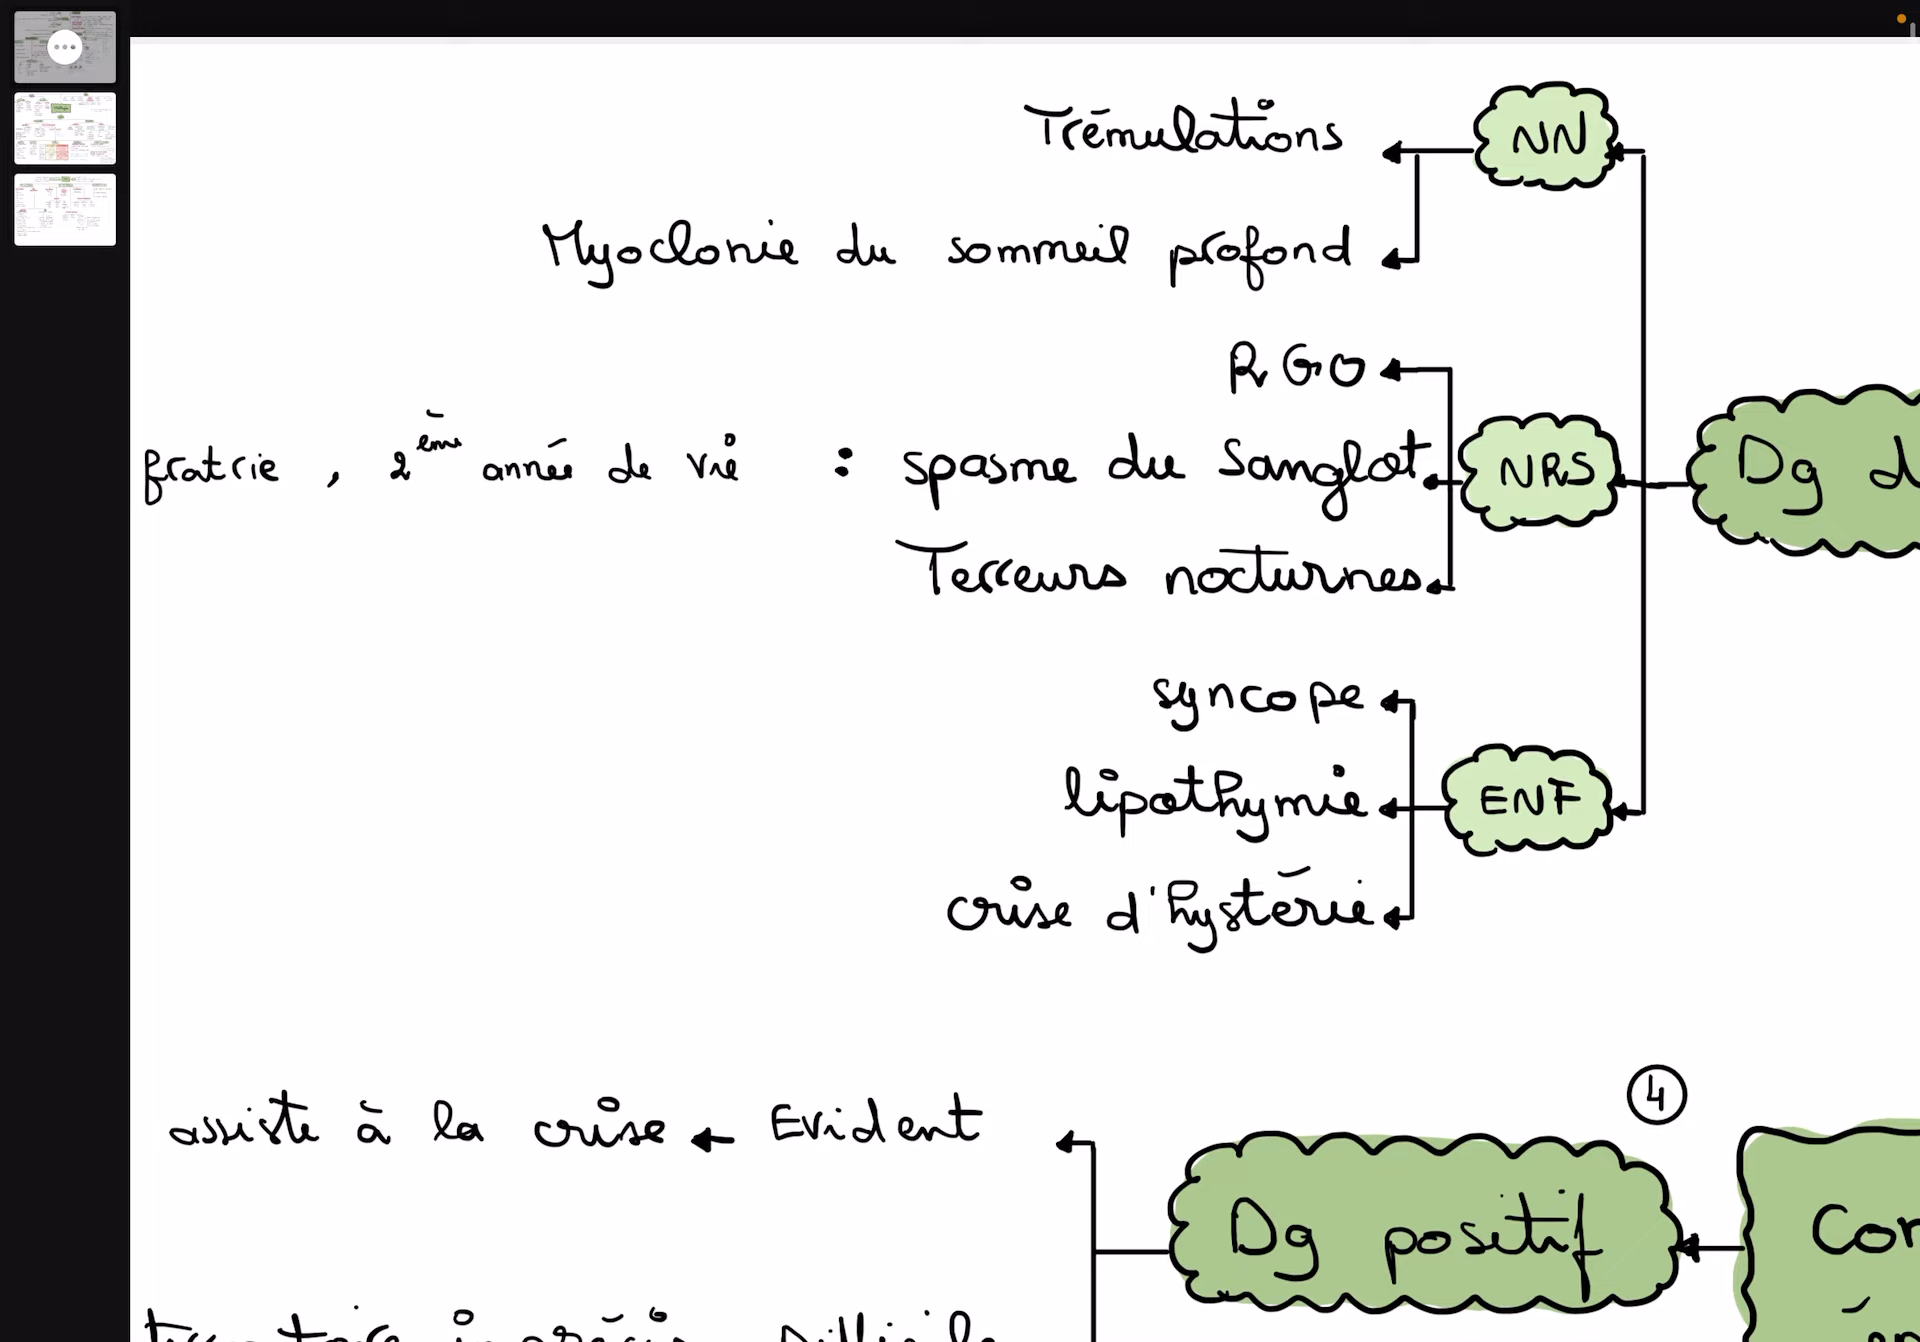 Trémulations
NN
Myoclonie du sommeil profond
RGO
fratrie, 2ème année de vie : spasme du sanglot
NRS
Dg d
Terreurs nocturnes
syncope
lipothymie
ENF
crise d'hystérie
4
assiste à la crise ← Evident
Dg positif
Con